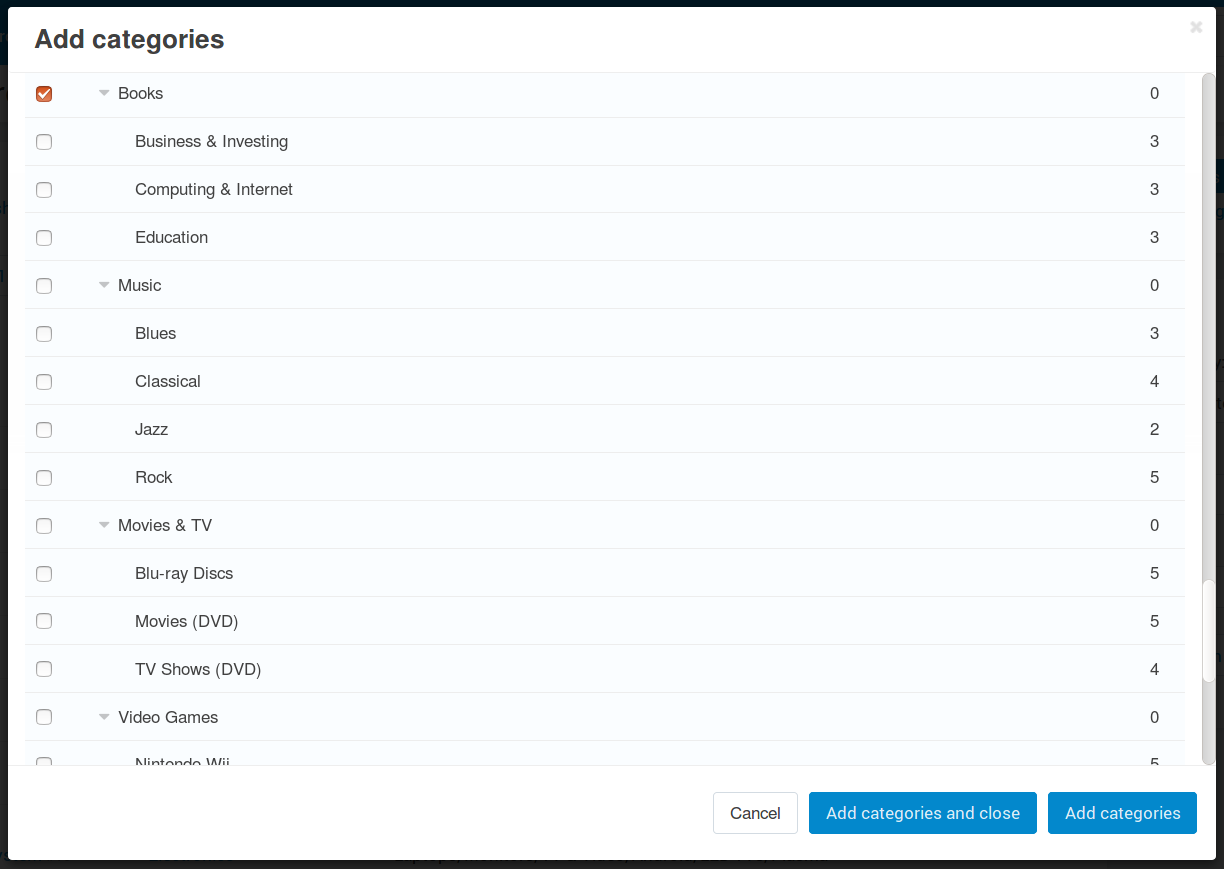 Add categories
Books 0
Business & Investing 3
Computing & Internet 3
Education 3
Music 0
Blues 3
Classical 4
Jazz 2
Rock 5
Movies & TV 0
Blu-ray Discs 5
Movies (DVD) 5
TV Shows (DVD) 4
Video Games 0
Nintendo Wii 5
Cancel Add categories and close Add categories